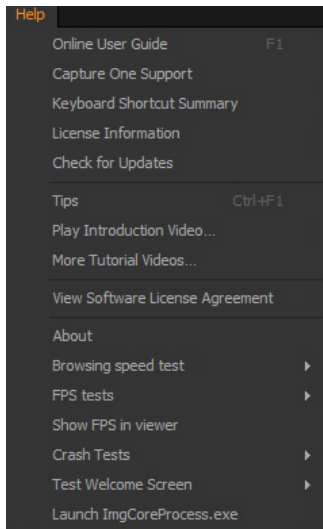 Help
Online User Guide F1
Capture One Support
Keyboard Shortcut Summary
License Information
Check for Updates
Tips Ctrl+F1
Play Introduction Video...
More Tutorial Videos...
View Software License Agreement
About
Browsing speed test
FPS tests
Show FPS in viewer
Crash Tests
Test Welcome Screen
Launch ImgCoreProcess.exe